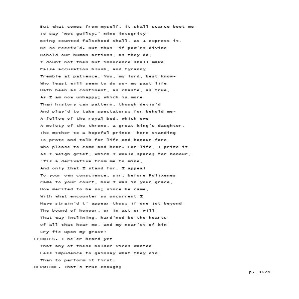 But what comes from myself, it shall scarce boot me
To say 'Not guilty.' Mine integrity
Being counted falsehood shall, as I express it,
Be so receiv'd. But thus- if pow'rs divine
Behold our human actions, as they do,
I doubt not then but innocence shall make
False accusation blush, and tyranny
Tremble at patience. You, my lord, best know-
Who least will seem to do so- my past life
Hath been as continent, as chaste, as true,
As I am now unhappy; which is more
Than history can pattern, though devis'd
And play'd to take spectators; for behold me-
A fellow of the royal bed, which owe
A moiety of the throne, a great king's daughter,
The mother to a hopeful prince- here standing
To prate and talk for life and honour fore
Who please to come and hear. For life, I prize it
As I weigh grief, which I would spare; for honour,
'Tis a derivative from me to mine,
And only that I stand for. I appeal
To your own conscience, sir, before Polixenes
Came to your court, how I was in your grace,
How merited to be so; since he came,
With what encounter so uncurrent I
Have strain'd t' appear thus; if one jot beyond
The bound of honour, or in act or will
That way inclining, hard'ned be the hearts
Of all that hear me, and my near'st of kin
Cry fie upon my grave!
LEONTES. I ne'er heard yet
That any of these bolder vices wanted
Less impudence to gainsay what they did
Than to perform it first.
HERMIONE. That's true enough;